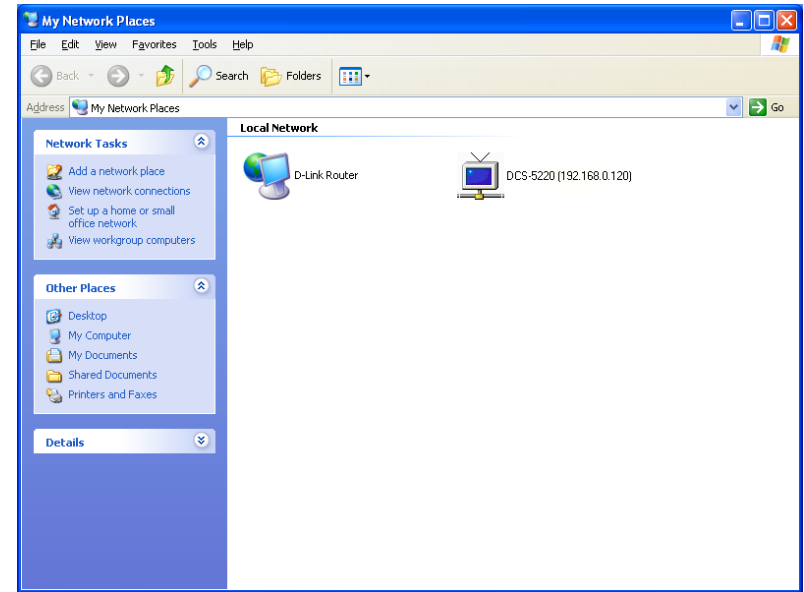 My Network Places
File Edit View Favorites Tools Help
Back Search Folders
Address My Network Places Go
Network Tasks
Add a network place
View network connections
Set up a home or small
office network
View workgroup computers
Other Places
Desktop
My Computer
My Documents
Shared Documents
Printers and Faxes
Details
Local Network
D-Link Router DCS-5220 (192.168.0.120)